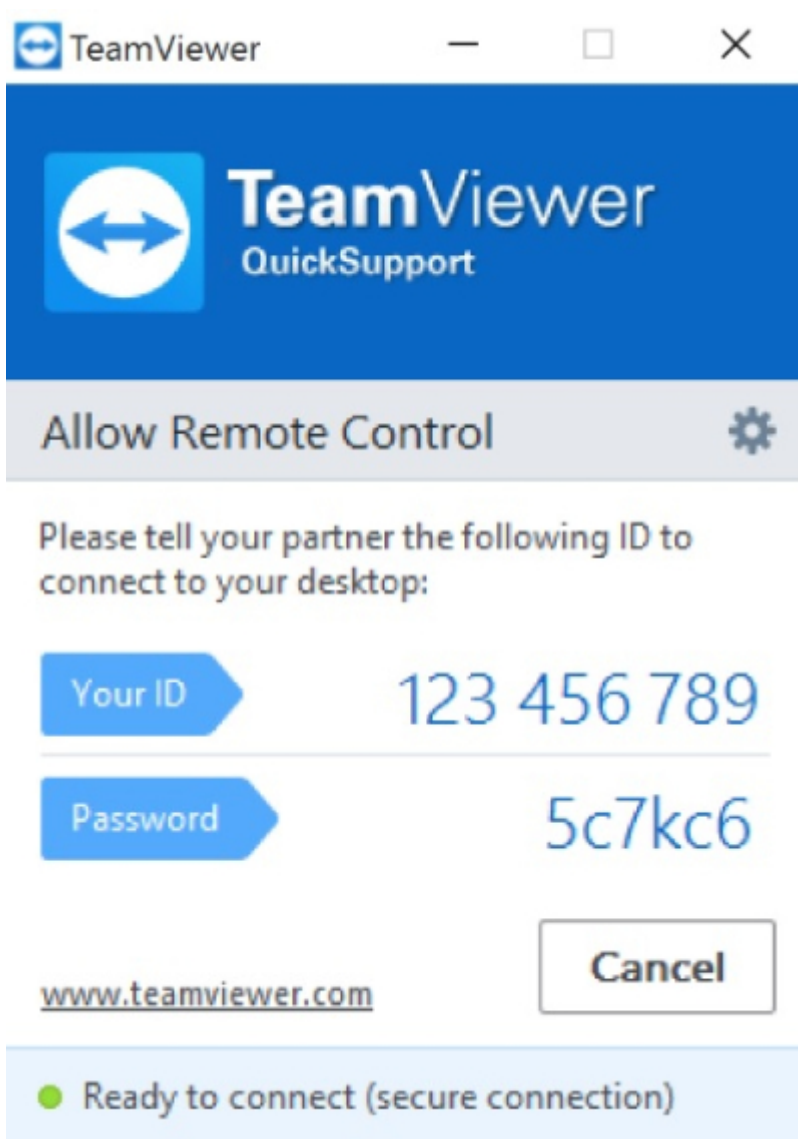 TeamViewer
TeamViewer
QuickSupport
Allow Remote Control
Please tell your partner the following ID to
connect to your desktop:
Your ID 123 456 789
Password 5c7kc6
Cancel
www.teamviewer.com
Ready to connect (secure connection)